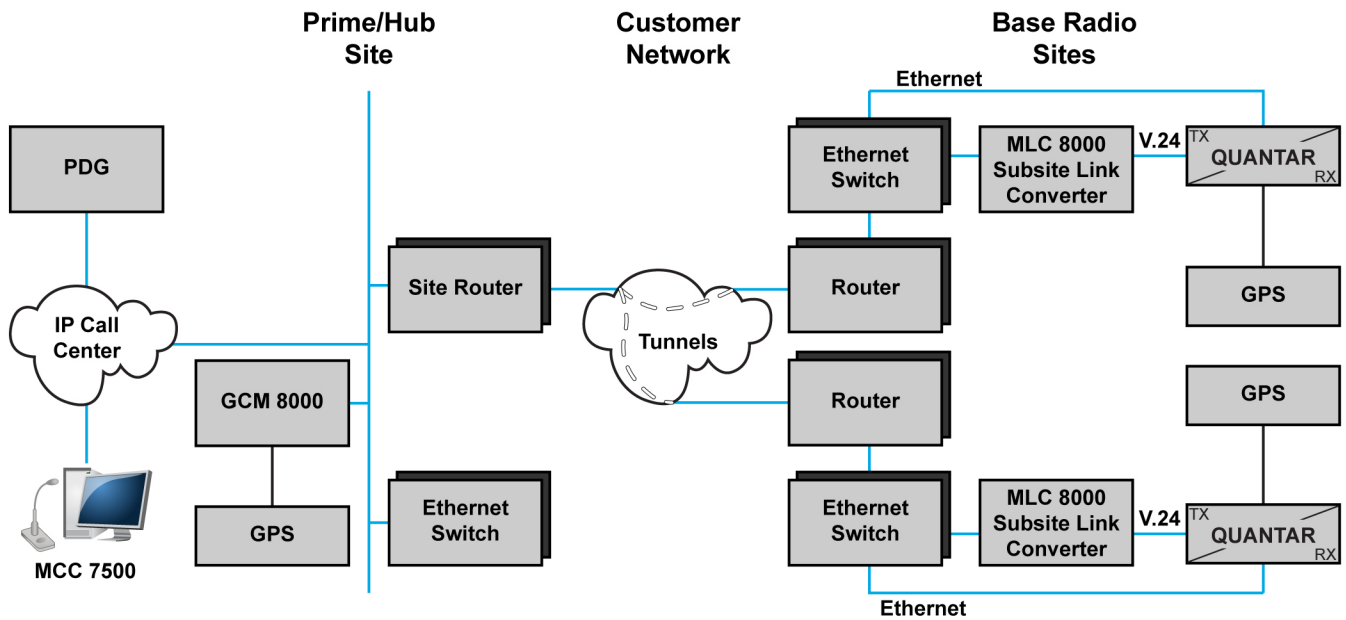 Prime/Hub
Site
Customer
Network
Base Radio
Sites
Ethernet
PDG
Ethernet
Switch
MLC 8000
Subsite Link
Converter
V.24
TX
QUANTAR
RX
Site Router
Router
GPS
IP Call
Center
Tunnels
GCM 8000
Router
GPS
MCC 7500
GPS
Ethernet
Switch
Ethernet
Switch
MLC 8000
Subsite Link
Converter
V.24
TX
QUANTAR
RX
Ethernet